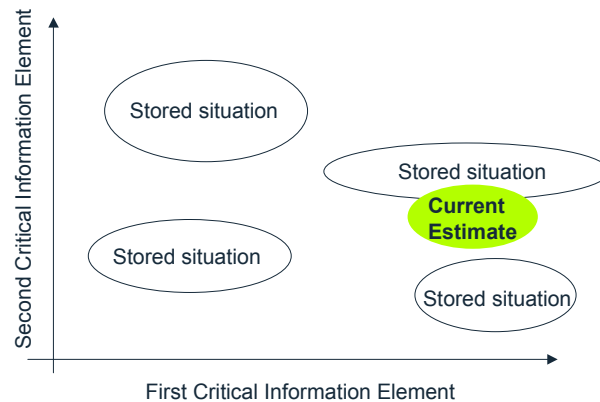 Second Critical Information Element
Stored situation
Stored situation
Current
Estimate
Stored situation
Stored situation
First Critical Information Element